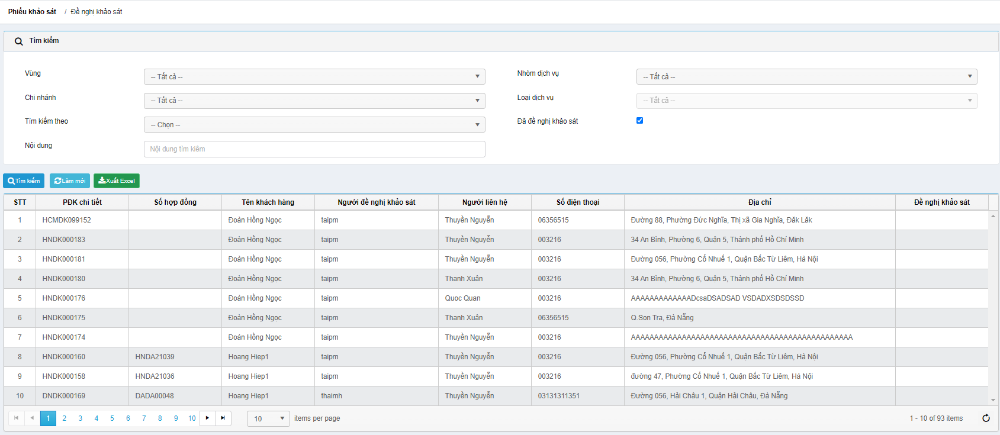 Phiếu khảo sát / Đề nghị khảo sát
Tìm kiếm
Vùng -- Tất cả -- Nhóm dịch vụ -- Tất cả --
Chi nhánh -- Tất cả -- Loại dịch vụ -- Tất cả --
Tìm kiếm theo -- Chọn -- Đã đề nghị khảo sát
Nội dung Nội dung tìm kiếm
Tìm kiếm Làm mới Xuất Excel
STT PĐK chi tiết Số hợp đồng Tên khách hàng Người đề nghị khảo sát Người liên hệ Số điện thoại Địa chỉ Đề nghị khảo sát
1 HCMDK099152 Đoàn Hồng Ngọc taipm Thuyền Nguyễn 06356515 Đường 88, Phường Đức Nghĩa, Thị xã Gia Nghĩa, Đăk Lăk
2 HNDK000183 Đoàn Hồng Ngọc taipm Thuyền Nguyễn 003216 34 An Bình, Phường 6, Quận 5, Thành phố Hồ Chí Minh
3 HNDK000181 Đoàn Hồng Ngọc taipm Thuyền Nguyễn 003216 Đường 056, Phường Cổ Nhuế 1, Quận Bắc Từ Liêm, Hà Nội
4 HNDK000180 Đoàn Hồng Ngọc taipm Thanh Xuân 003216 34 An Bình, Phường 6, Quận 5, Thành phố Hồ Chí Minh
5 HNDK000176 Đoàn Hồng Ngọc taipm Quoc Quan 003216 AAAAAAAAAAAAADcsaDSADSAD VSDADXSDSDSSD
6 HNDK000175 Đoàn Hồng Ngọc taipm Thanh Xuân 06356515 Q.Son Tra, Đà Nẵng
7 HNDK000174 Đoàn Hồng Ngọc taipm Thuyền Nguyễn 003216 AAAAAAAAAAAAAAAAAAAAAAAAAAAAAAAAAAAAAAAAAAAAAAAA
8 HNDK000160 HNDA21039 Hoang Hiep1 taipm Thuyền Nguyễn 003216 Đường 056, Phường Cổ Nhuế 1, Quận Bắc Từ Liêm, Hà Nội
9 HNDK000158 HNDA21036 Hoang Hiep1 taipm Thuyền Nguyễn 003216 đường 47, Phường Cổ Nhuế 1, Quận Bắc Từ Liêm, Hà Nội
10 DNDK000169 DADA00048 Hoang Hiep1 thaimh Thuyền Nguyễn 03131311351 Đường 056, Hải Châu 1, Quận Hải Châu, Đà Nẵng
1 2 3 4 5 6 7 8 9 10 10 items per page 1 - 10 of 93 items